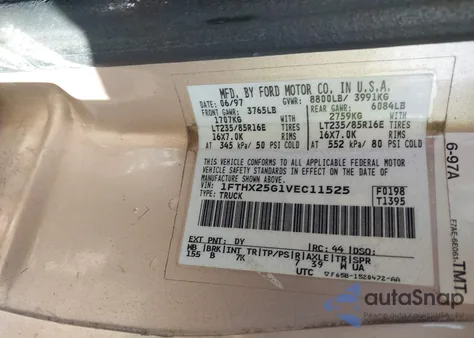 MFD. BY FORD MOTOR CO. IN U.S.A.
DATE: 06/97 GVWR: 8800LB/ 3991KG
FRONT GAWR: 3765LB REAR GAWR: 6084LB
1707KG WITH 2759KG WITH
LT235/85R16E TIRES LT235/85R16E TIRES
16X7.0K RIMS 16X7.0K RIMS
AT 345 kPa/ 50 PSI COLD AT 552 kPa/ 80 PSI COLD
THIS VEHICLE CONFORMS TO ALL APPLICABLE FEDERAL MOTOR
VEHICLE SAFETY STANDARDS IN EFFECT ON THE DATE OF
MANUFACTURE SHOWN ABOVE.
VIN: 1FTHX25G1VEC11525 F0198
TYPE: TRUCK T1395
EXT PNT: DY RC: 44 DSO:
WB BRK INT TR TP/PS R AXLE TR SPR
155 B 7K 7 39 W UA
UTC
6-97A
TMT
autoSnap